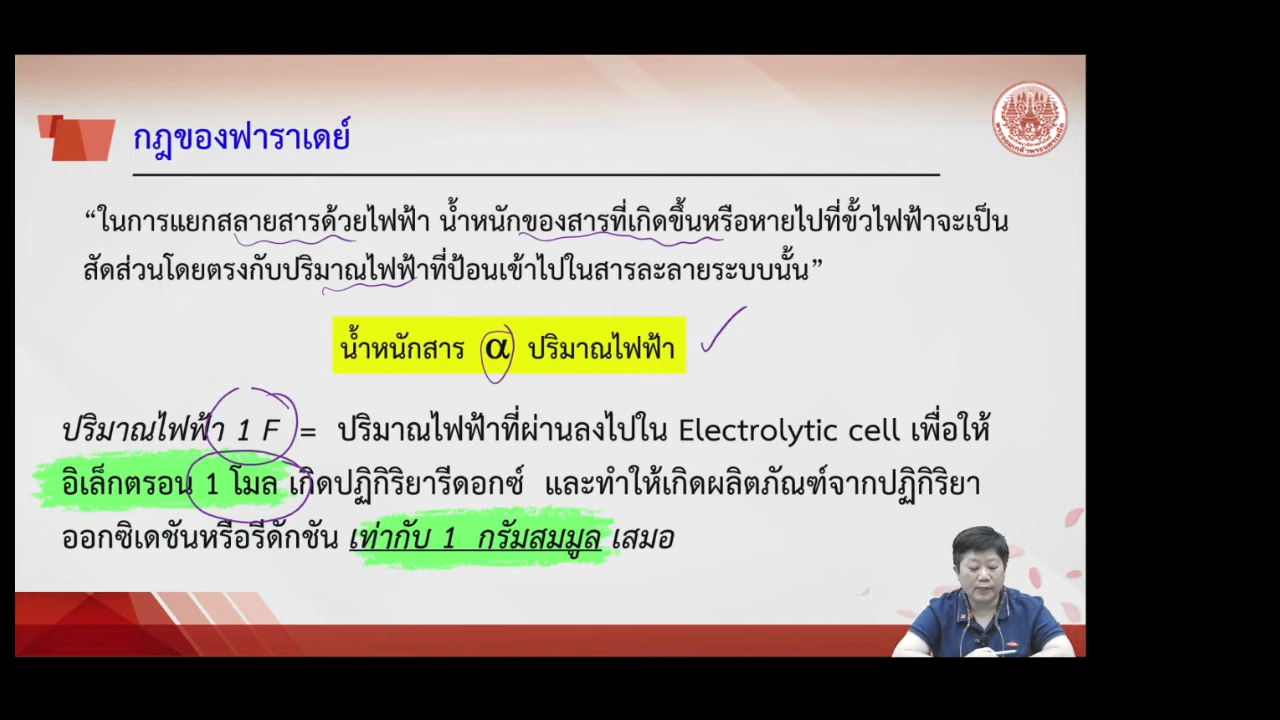 กฎของฟาราเดย์
“ในการแยกสลายสารด้วยไฟฟ้า น้ำหนักของสารที่เกิดขึ้นหรือหายไปที่ขั้วไฟฟ้าจะเป็น
สัดส่วนโดยตรงกับปริมาณไฟฟ้าที่ป้อนเข้าไปในสารละลายระบบนั้น”
น้ำหนักสาร α ปริมาณไฟฟ้า
ปริมาณไฟฟ้า 1 F = ปริมาณไฟฟ้าที่ผ่านลงไปใน Electrolytic cell เพื่อให้
อิเล็กตรอน 1 โมล เกิดปฏิกิริยารีดอกซ์ และทำให้เกิดผลิตภัณฑ์จากปฏิกิริยา
ออกซิเดชันหรือรีดักชัน เท่ากับ 1 กรัมสมมูล เสมอ